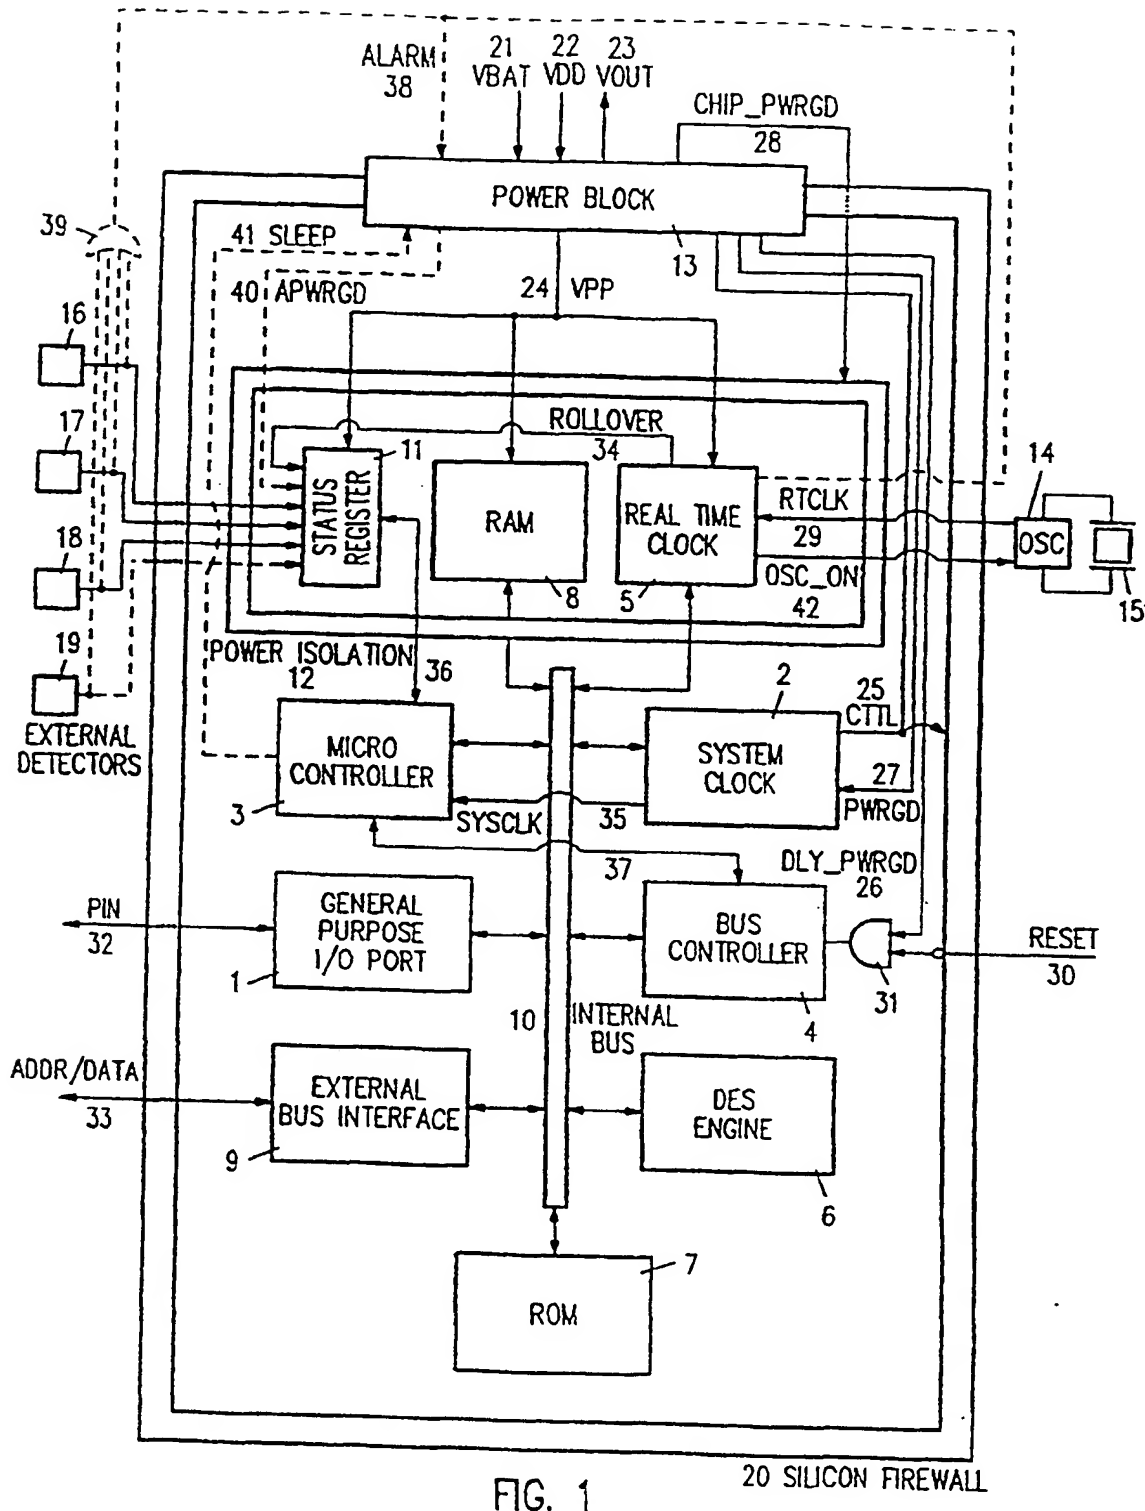 ALARM
38
21
VBAT
22
VDD
23
VOUT
CHIP_PWRGD
28
POWER BLOCK
13
39
41 SLEEP
40 APWRGD
24 VPP
16
17
18
19
EXTERNAL
DETECTORS
ROLLOVER
34
11
STATUS
REGISTER
RAM
8
REAL TIME
CLOCK
5
RTCLK
29
OSC_ON
42
14
OSC
15
POWER ISOLATION
12
36
MICRO
CONTROLLER
3
SYSCLK
35
2
SYSTEM
CLOCK
25
CTTL
27
PWRGD
37
DLY_PWRGD
26
PIN
32
GENERAL
PURPOSE
I/O PORT
1
BUS
CONTROLLER
4
31
RESET
30
10
INTERNAL
BUS
ADDR/DATA
33
EXTERNAL
BUS INTERFACE
9
DES
ENGINE
6
7
ROM
20 SILICON FIREWALL
FIG. 1